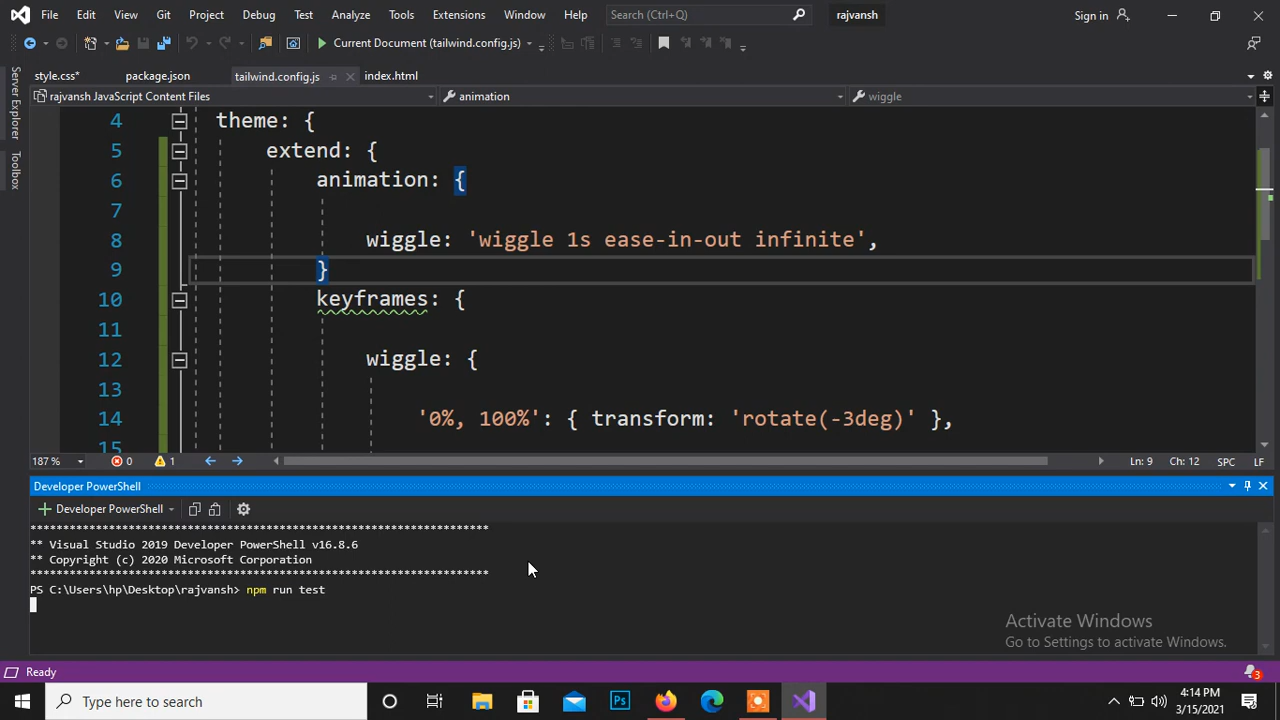 File Edit View Git Project Debug Test Analyze Tools Extensions Window Help Search (Ctrl+Q) rajvansh Sign in
Current Document (tailwind.config.js)
style.css* package.json tailwind.config.js index.html
rajvansh JavaScript Content Files animation wiggle
Server Explorer
Toolbox
4 theme: {
5 extend: {
6 animation: {
7
8 wiggle: 'wiggle 1s ease-in-out infinite',
9 }
10 keyframes: {
11
12 wiggle: {
13
14 '0%, 100%': { transform: 'rotate(-3deg)' },
15
187 % 0 1 Ln: 9 Ch: 12 SPC LF
Developer PowerShell
Developer PowerShell
**********************************************************************
** Visual Studio 2019 Developer PowerShell v16.8.6
** Copyright (c) 2020 Microsoft Corporation
**********************************************************************
PS C:\Users\hp\Desktop\rajvansh> npm run test
Activate Windows
Go to Settings to activate Windows.
Ready 3
Type here to search Ps 4:14 PM
3/15/2021